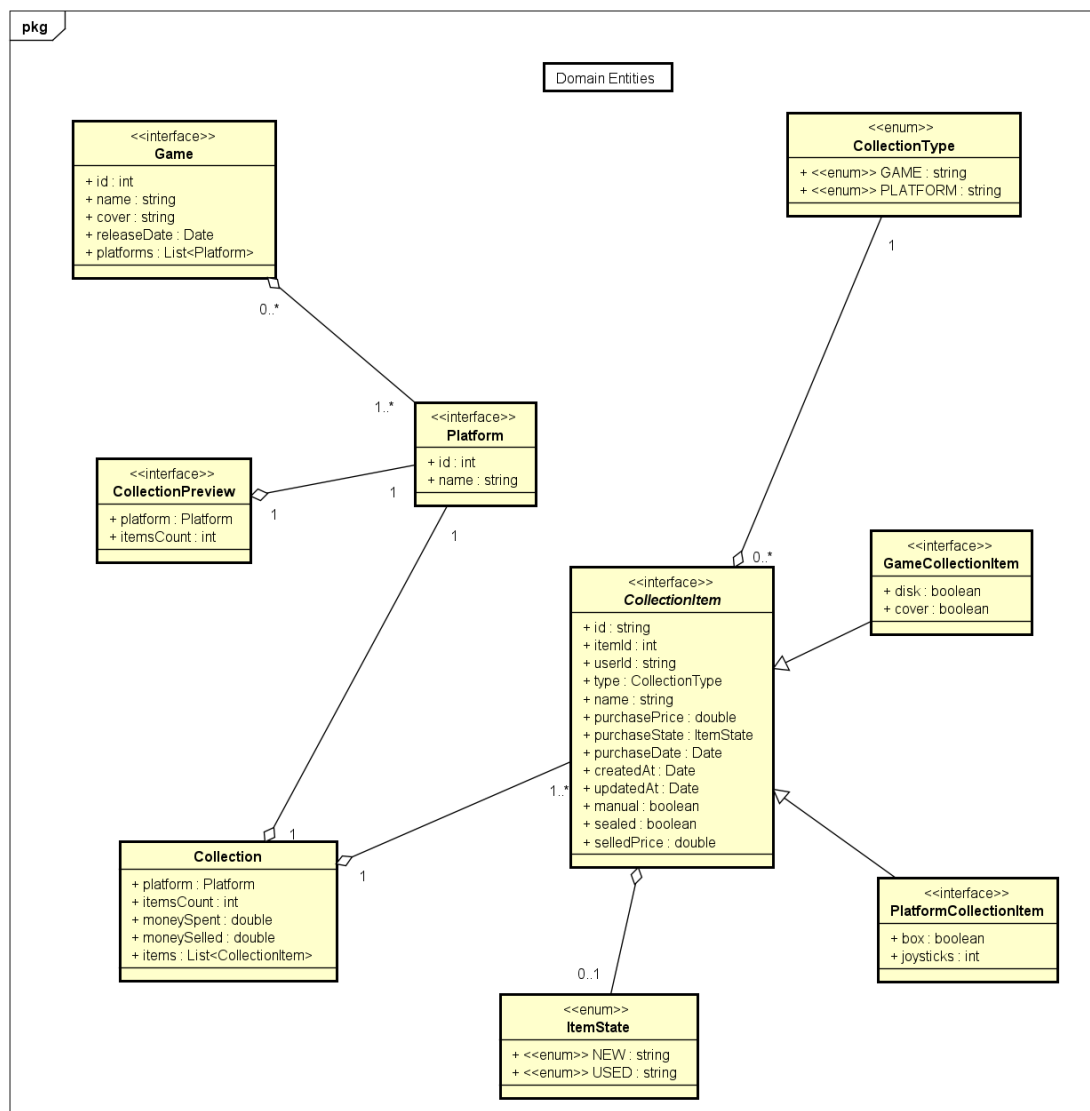 pkg
Domain Entities
<<interface>>
Game
+ id : int
+ name : string
+ cover : string
+ releaseDate : Date
+ platforms : List<Platform>
0..*
<<enum>>
CollectionType
+ <<enum>> GAME : string
+ <<enum>> PLATFORM : string
1
1..*
<<interface>>
Platform
+ id : int
+ name : string
1
1
<<interface>>
CollectionPreview
+ platform : Platform
+ itemsCount : int
1
0..*
<<interface>>
GameCollectionItem
+ disk : boolean
+ cover : boolean
<<interface>>
CollectionItem
+ id : string
+ itemId : int
+ userId : string
+ type : CollectionType
+ name : string
+ purchasePrice : double
+ purchaseState : ItemState
+ purchaseDate : Date
+ createdAt : Date
+ updatedAt : Date
+ manual : boolean
+ sealed : boolean
+ selledPrice : double
1..*
1
Collection
+ platform : Platform
+ itemsCount : int
+ moneySpent : double
+ moneySelled : double
+ items : List<CollectionItem>
1
<<interface>>
PlatformCollectionItem
+ box : boolean
+ joysticks : int
0..1
<<enum>>
ItemState
+ <<enum>> NEW : string
+ <<enum>> USED : string